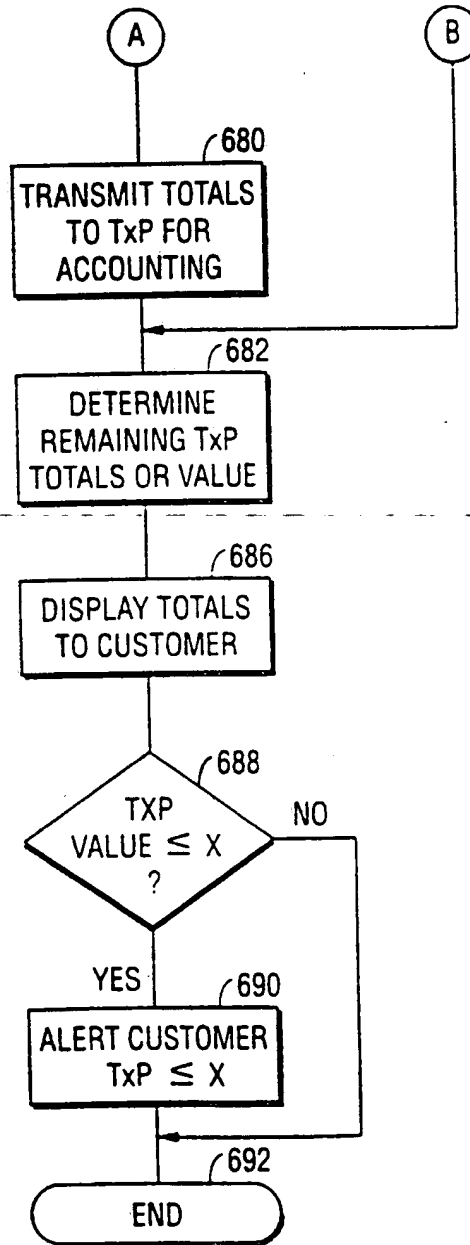 A
B
680
TRANSMIT TOTALS
TO TxP FOR
ACCOUNTING
682
DETERMINE
REMAINING TxP
TOTALS OR VALUE
686
DISPLAY TOTALS
TO CUSTOMER
688
TXP
VALUE ≤ X
?
NO
YES
690
ALERT CUSTOMER
TxP ≤ X
692
END